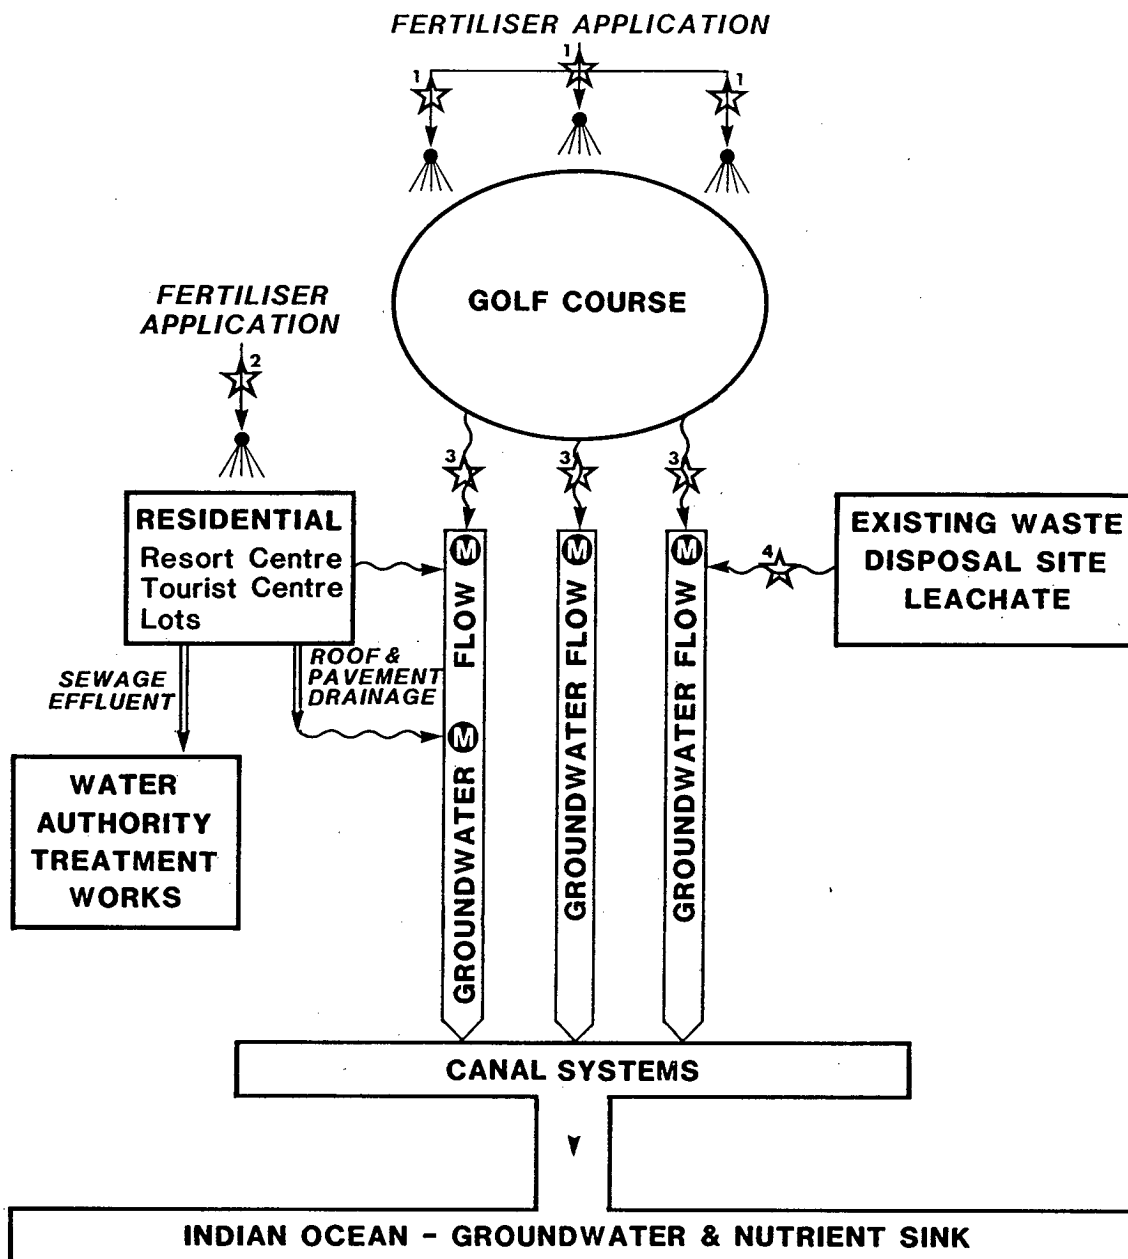 FERTILISER APPLICATION
1
1
1
GOLF COURSE
FERTILISER
APPLICATION
2
3
3
3
RESIDENTIAL
Resort Centre
Tourist Centre
Lots
M
M
M
EXISTING WASTE
DISPOSAL SITE
LEACHATE
4
SEWAGE
EFFLUENT
ROOF &
PAVEMENT
DRAINAGE
M
GROUNDWATER FLOW
GROUNDWATER FLOW
GROUNDWATER FLOW
WATER
AUTHORITY
TREATMENT
WORKS
CANAL SYSTEMS
INDIAN OCEAN - GROUNDWATER & NUTRIENT SINK